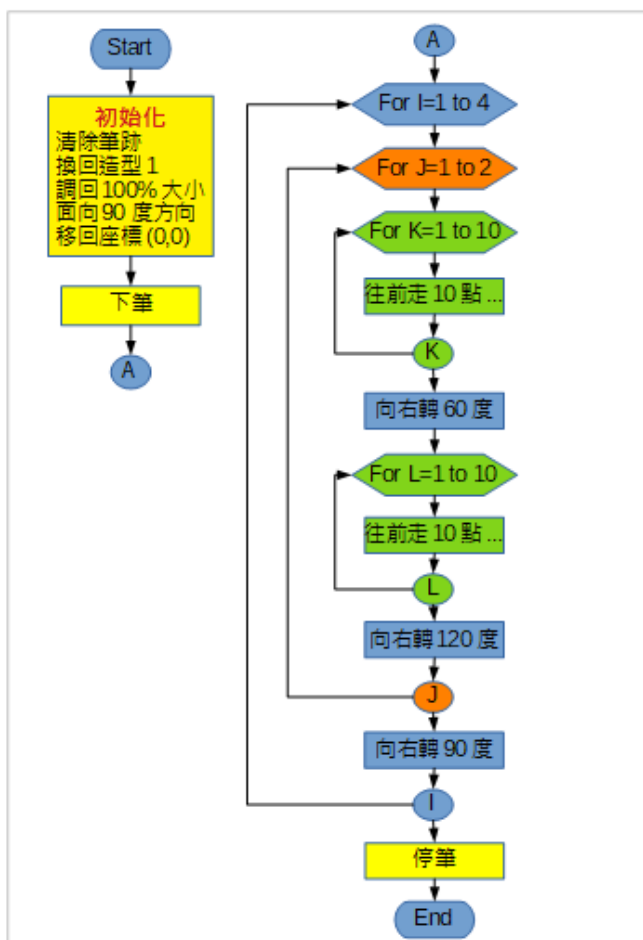 Start
初始化
清除筆跡
換回造型 1
調回 100% 大小
面向 90 度方向
移回座標 (0,0)
下筆
A
A
For I=1 to 4
For J=1 to 2
For K=1 to 10
往前走 10 點 ...
K
向右轉 60 度
For L=1 to 10
往前走 10 點 ...
L
向右轉 120 度
J
向右轉 90 度
I
停筆
End